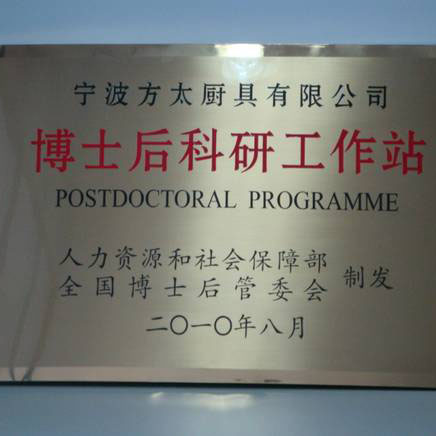 宁波方太厨具有限公司
博士后科研工作站
POSTDOCTORAL PROGRAMME
人力资源和社会保障部
全国博士后管委会 制发
二〇一〇年八月